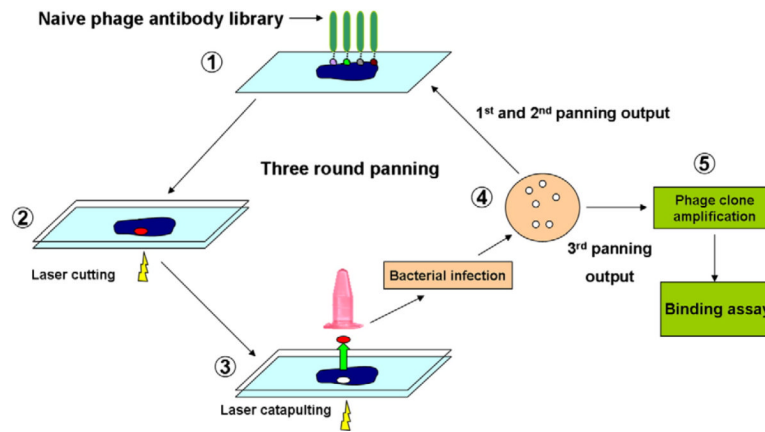 Naive phage antibody library
①
1st and 2nd panning output
Three round panning
⑤
②
④
Phage clone
amplification
Laser cutting
3rd panning
output
Bacterial infection
Binding assay
③
Laser catapulting